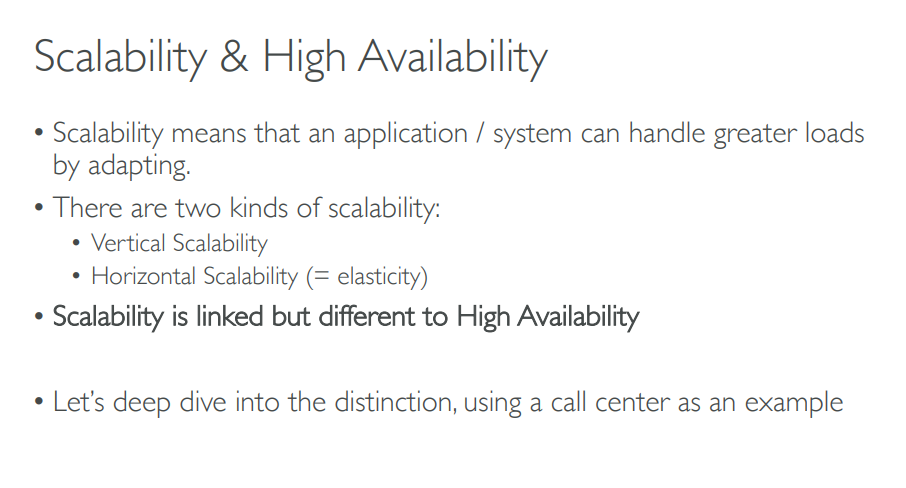 Scalability & High Availability
• Scalability means that an application / system can handle greater loads
by adapting.
• There are two kinds of scalability:
• Vertical Scalability
• Horizontal Scalability (= elasticity)
• Scalability is linked but different to High Availability
• Let's deep dive into the distinction, using a call center as an example